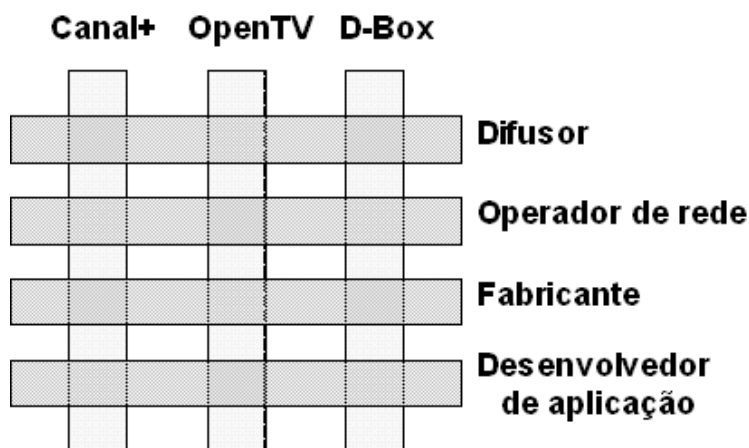 Canal+ OpenTV D-Box
Difusor
Operador de rede
Fabricante
Desenvolvedor
de aplicação